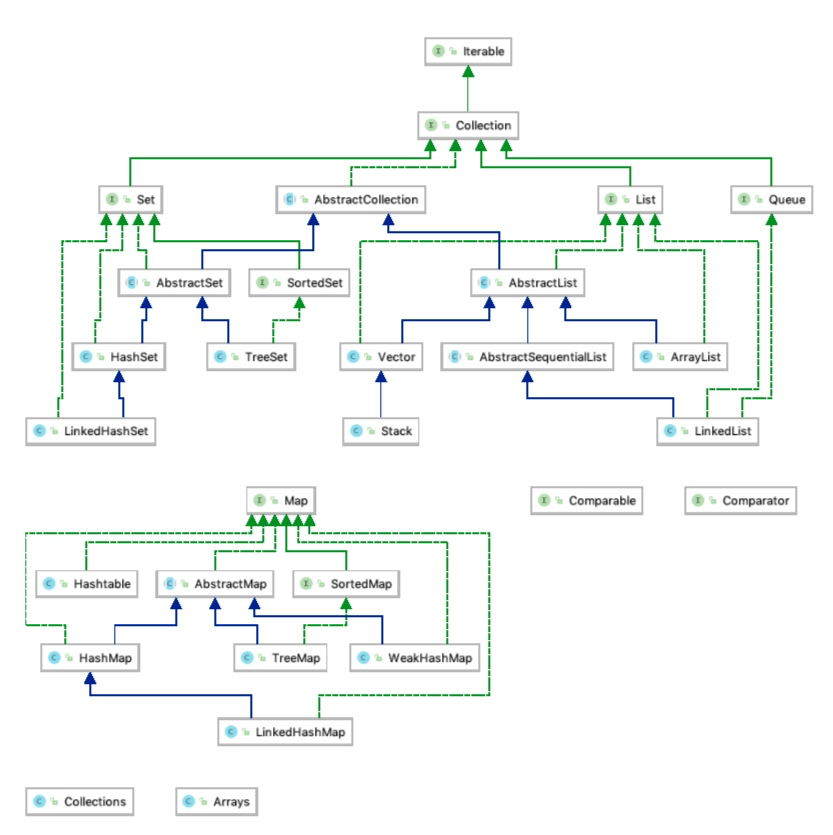 I Iterable
I Collection
I Set
C AbstractCollection
I List
I Queue
C AbstractSet
I SortedSet
C AbstractList
C HashSet
C TreeSet
C Vector
C AbstractSequentialList
C ArrayList
C LinkedHashSet
C Stack
C LinkedList
I Map
I Comparable
I Comparator
C Hashtable
C AbstractMap
I SortedMap
C HashMap
C TreeMap
C WeakHashMap
C LinkedHashMap
C Collections
C Arrays